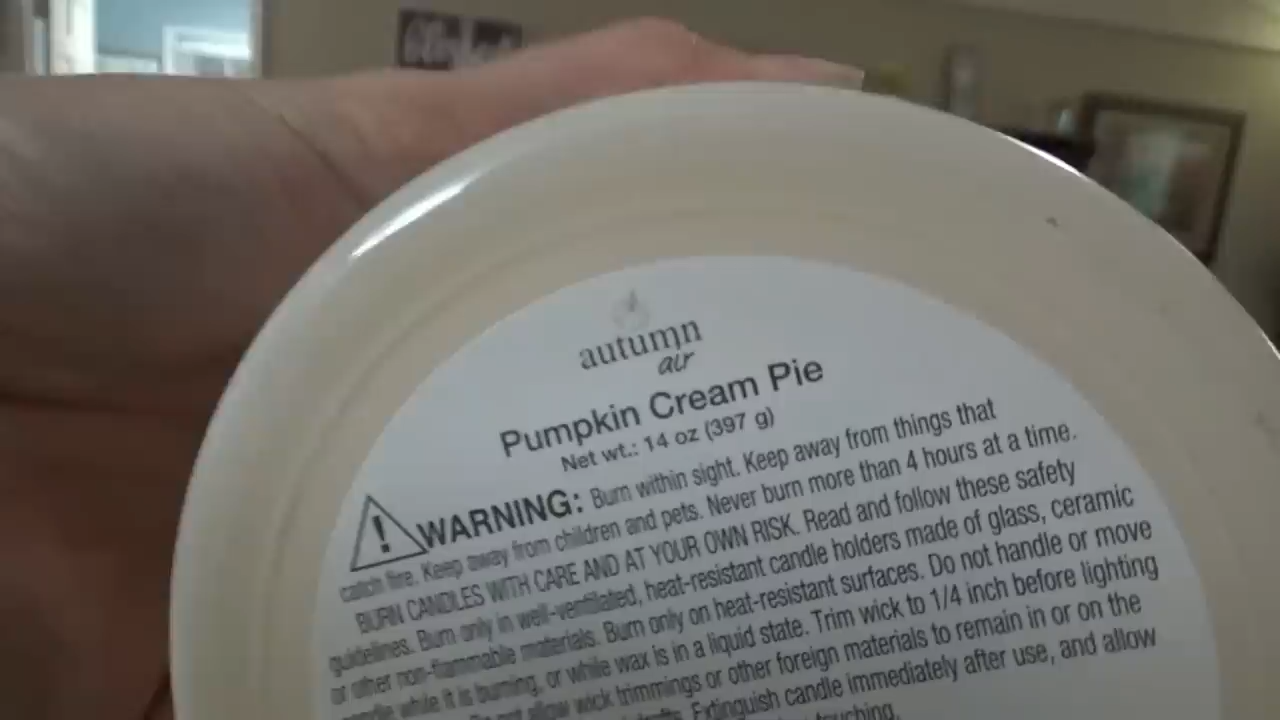 autumn
air
Pumpkin Cream Pie
Net wt.: 14 oz (397 g)
WARNING: Burn within sight. Keep away from things that
catch fire. Keep away from children and pets. Never burn more than 4 hours at a time.
BURN CANDLES WITH CARE AND AT YOUR OWN RISK. Read and follow these safety
guidelines. Burn only in well-ventilated, heat-resistant candle holders made of glass, ceramic
or other non-flammable materials. Burn only on heat-resistant surfaces. Do not handle or move
candle while it is burning, or while wax is in a liquid state. Trim wick to 1/4 inch before lighting
not allow wick trimmings or other foreign materials to remain in or on the
Extinguish candle immediately after use, and allow
touching.